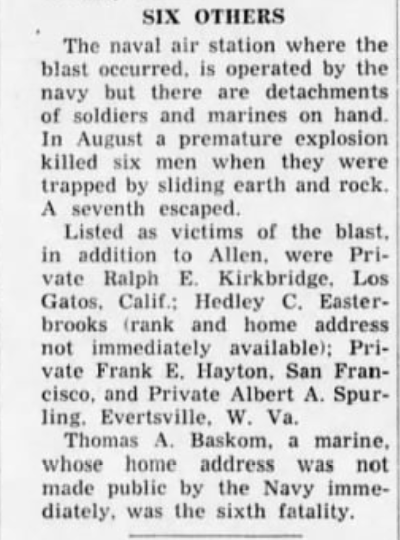 SIX OTHERS
The naval air station where the
blast occurred, is operated by the
navy but there are detachments
of soldiers and marines on hand.
In August a premature explosion
killed six men when they were
trapped by sliding earth and rock.
A seventh escaped.
Listed as victims of the blast,
in addition to Allen, were Pri-
vate Ralph E. Kirkbridge, Los
Gatos, Calif.; Hedley C. Easter-
brooks (rank and home address
not immediately available); Pri-
vate Frank E. Hayton, San Fran-
cisco, and Private Albert A. Spur-
ling, Evertsville, W. Va.
Thomas A. Baskom, a marine,
whose home address was not
made public by the Navy imme-
diately, was the sixth fatality.